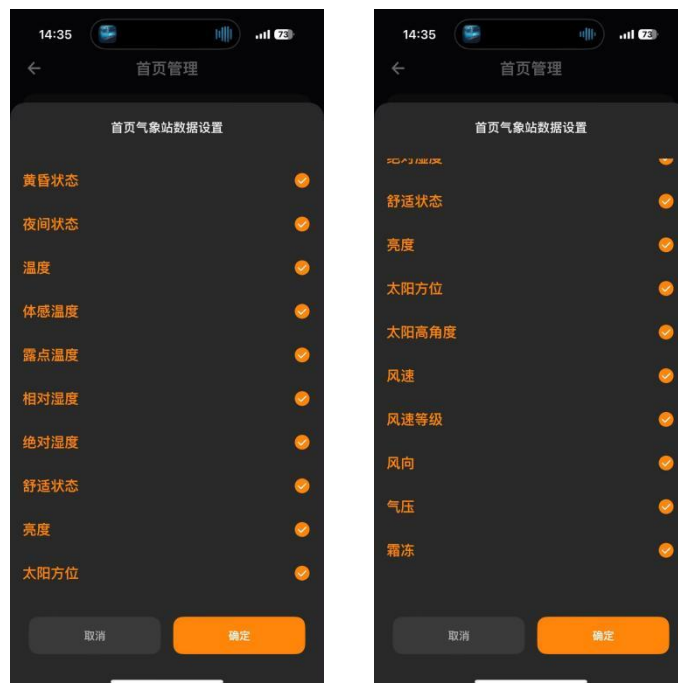 14:35
73
首页管理
首页气象站数据设置
黄昏状态
夜间状态
温度
体感温度
露点温度
相对湿度
绝对湿度
舒适状态
亮度
太阳方位
取消
确定
14:35
73
首页管理
首页气象站数据设置
绝对湿度
舒适状态
亮度
太阳方位
太阳高角度
风速
风速等级
风向
气压
霜冻
取消
确定